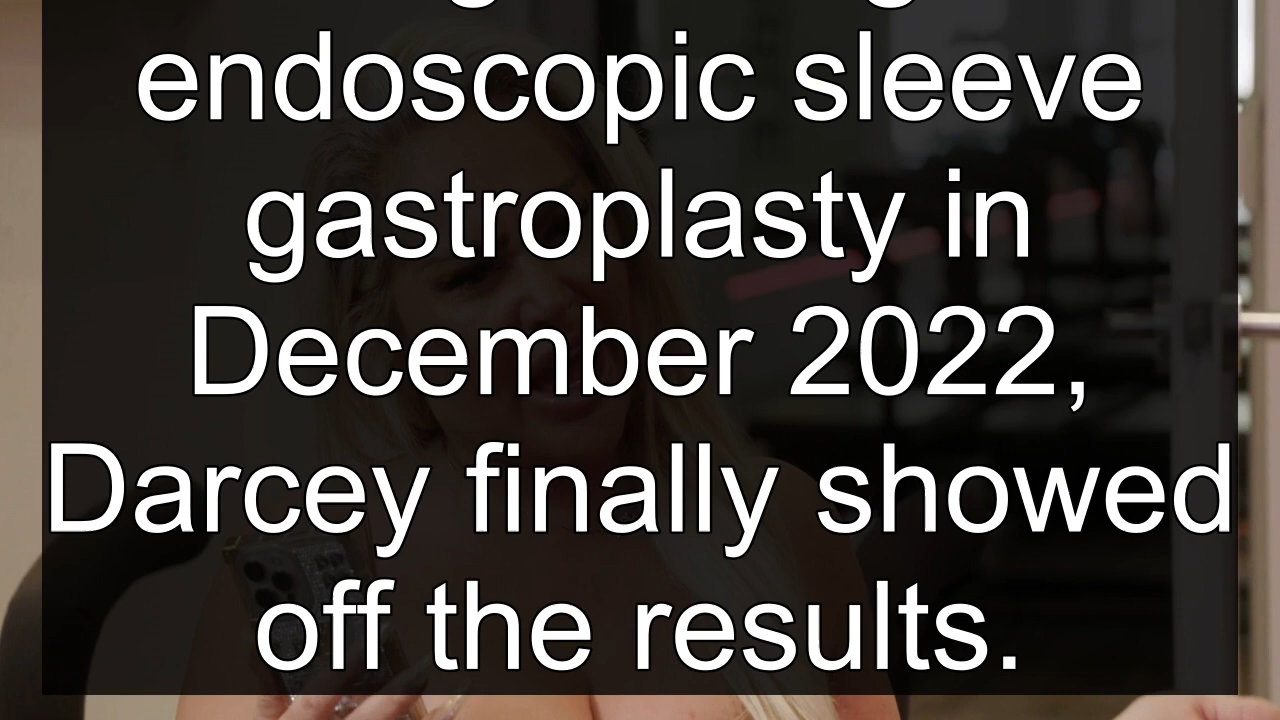 endoscopic sleeve
gastroplasty in
December 2022,
Darcey finally showed
off the results.